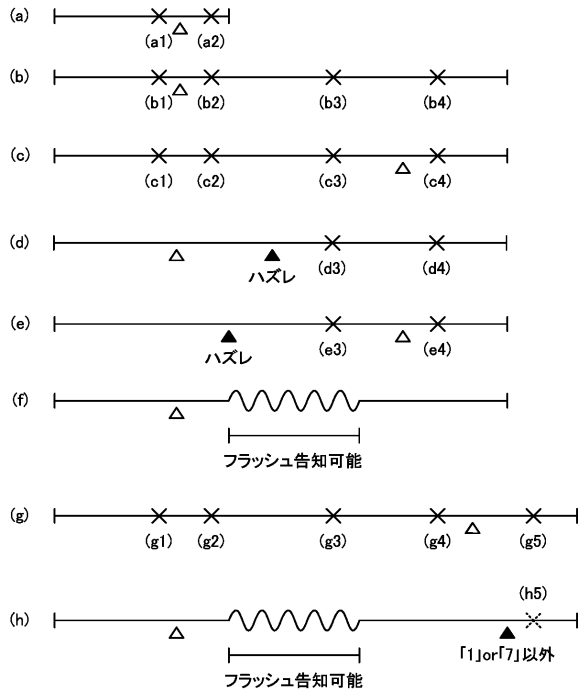 (a)
(a1) (a2)
(b)
(b1) (b2) (b3) (b4)
(c)
(c1) (c2) (c3) (c4)
(d)
ハズレ (d3) (d4)
(e)
ハズレ (e3) (e4)
(f)
フラッシュ告知可能
(g)
(g1) (g2) (g3) (g4) (g5)
(h5)
(h)
「1」or「7」以外
フラッシュ告知可能